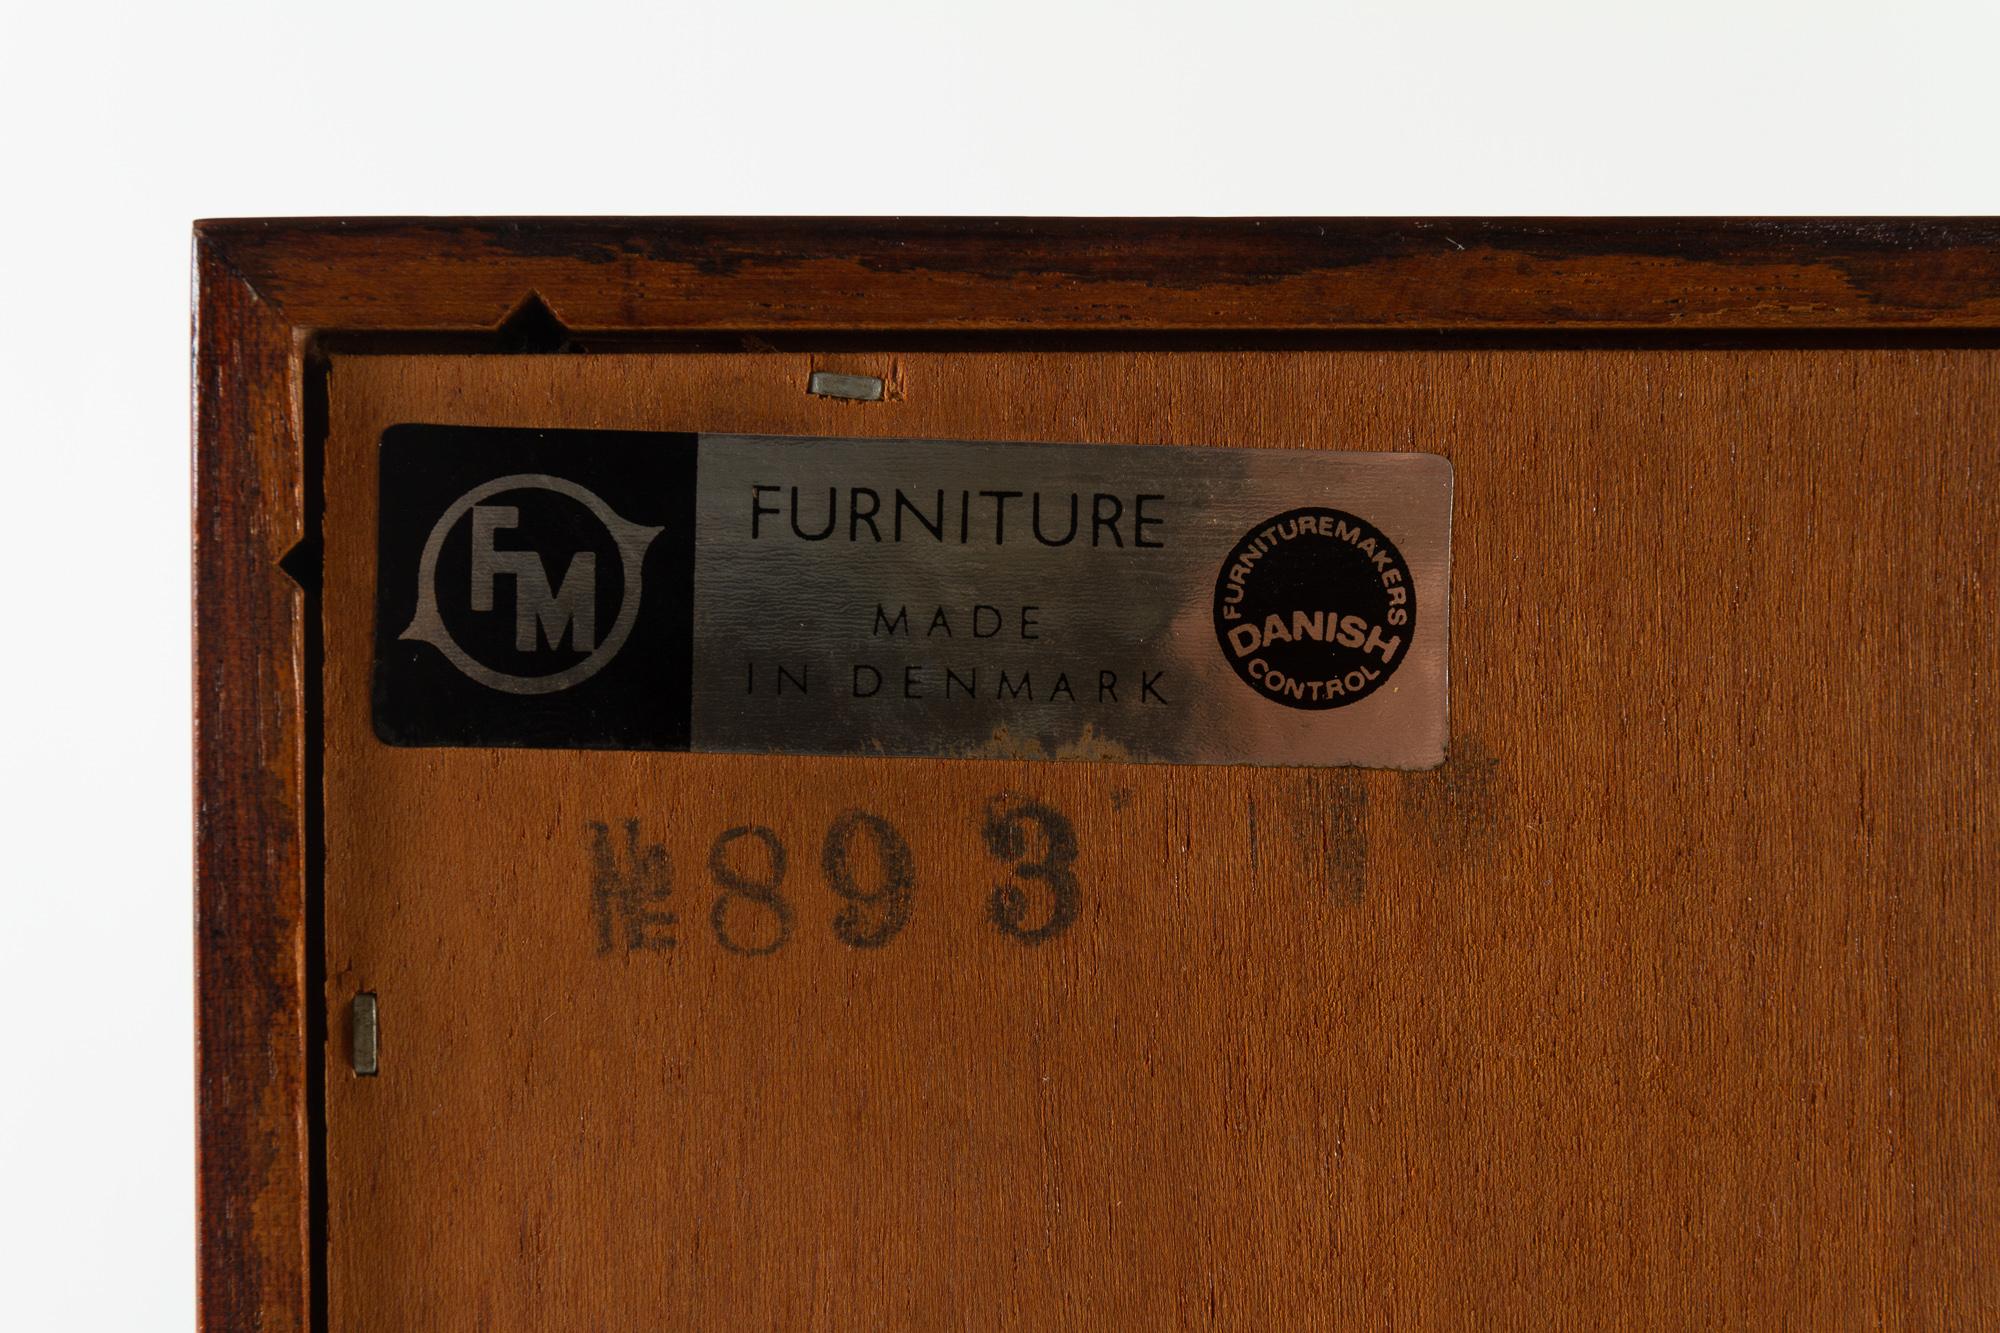 FM
FURNITURE
MADE
IN DENMARK
FURNITUREMAKERS
DANISH
CONTROL
№ 893